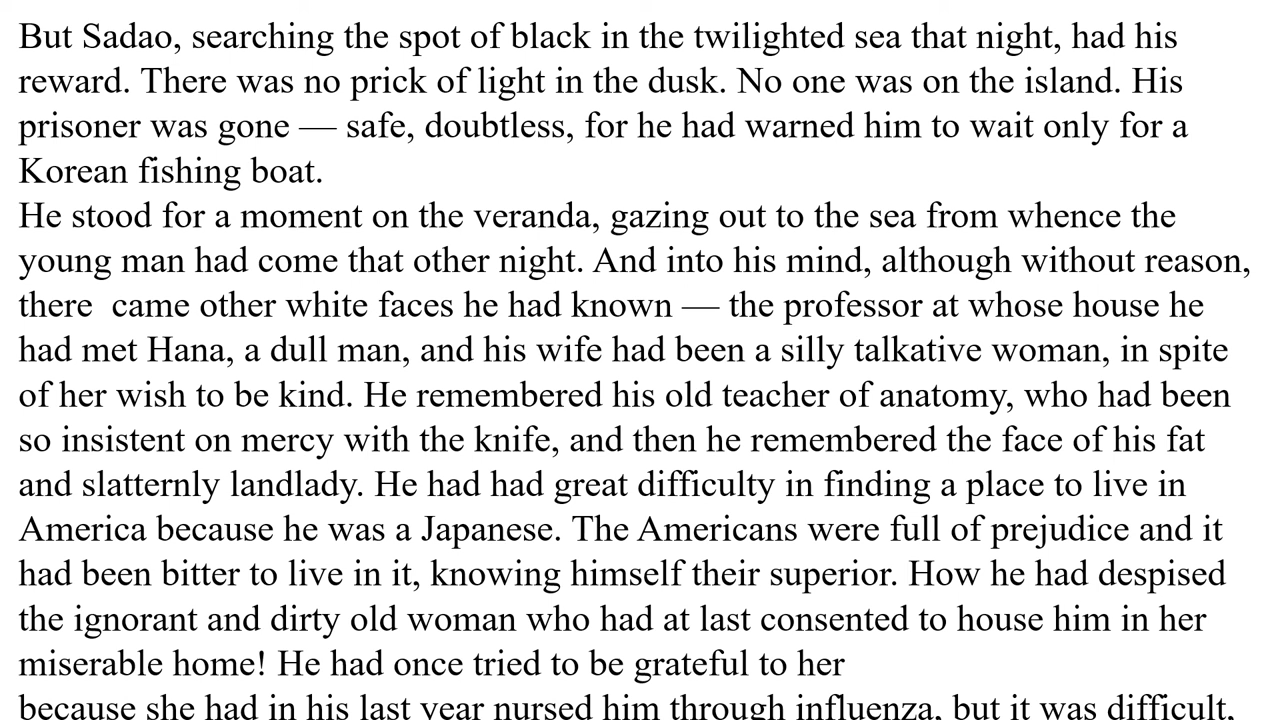 But Sadao, searching the spot of black in the twilighted sea that night, had his
reward. There was no prick of light in the dusk. No one was on the island. His
prisoner was gone — safe, doubtless, for he had warned him to wait only for a
Korean fishing boat.
He stood for a moment on the veranda, gazing out to the sea from whence the
young man had come that other night. And into his mind, although without reason,
there  came other white faces he had known — the professor at whose house he
had met Hana, a dull man, and his wife had been a silly talkative woman, in spite
of her wish to be kind. He remembered his old teacher of anatomy, who had been
so insistent on mercy with the knife, and then he remembered the face of his fat
and slatternly landlady. He had had great difficulty in finding a place to live in
America because he was a Japanese. The Americans were full of prejudice and it
had been bitter to live in it, knowing himself their superior. How he had despised
the ignorant and dirty old woman who had at last consented to house him in her
miserable home! He had once tried to be grateful to her
because she had in his last year nursed him through influenza, but it was difficult,